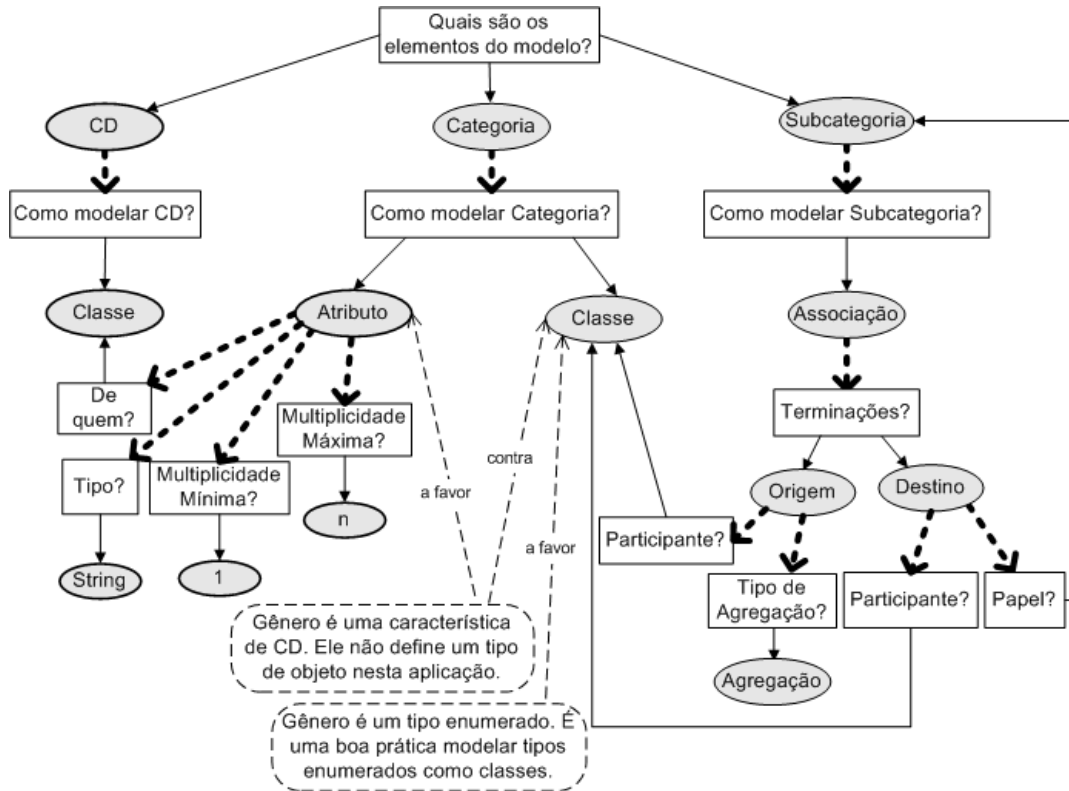 Quais são os
elementos do modelo?
CD
Categoria
Subcategoria
Como modelar CD?
Como modelar Categoria?
Como modelar Subcategoria?
Classe
Atributo
Classe
Associação
De
quem?
Multiplicidade
Máxima?
Terminações?
contra
Tipo?
Multiplicidade
Mínima?
a favor
Origem
Destino
n
Participante?
a favor
String
1
Tipo de
Agregação?
Participante?
Papel?
Gênero é uma característica
de CD. Ele não define um tipo
de objeto nesta aplicação.
Agregação
Gênero é um tipo enumerado. É
uma boa prática modelar tipos
enumerados como classes.